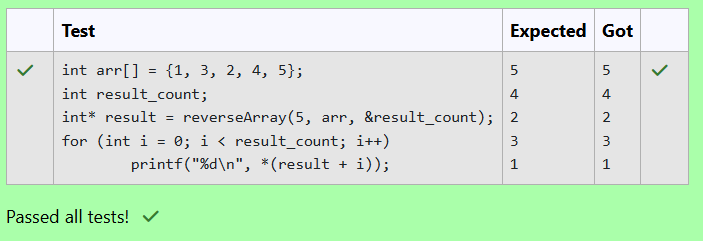 Test Expected Got
int arr[] = {1, 3, 2, 4, 5}; 5 5
int result_count; 4 4
int* result = reverseArray(5, arr, &result_count); 2 2
for (int i = 0; i < result_count; i++) 3 3
printf("%d\n", *(result + i)); 1 1
Passed all tests!